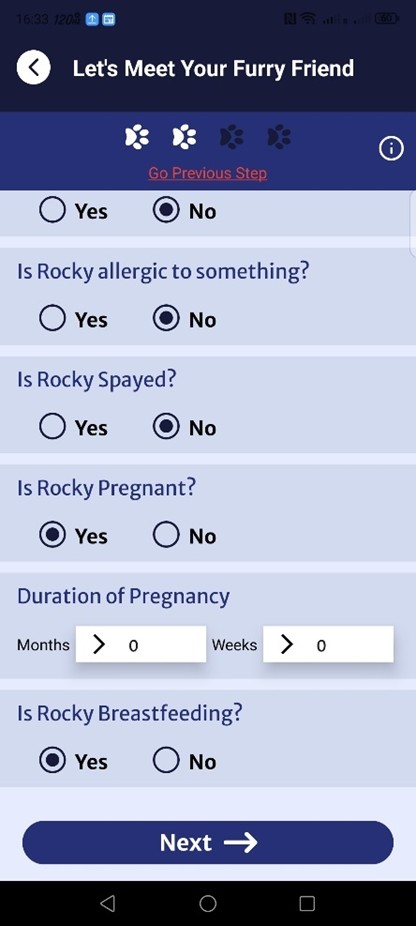 16:33 120%
60
Let's Meet Your Furry Friend
Go Previous Step
Yes No
Is Rocky allergic to something?
Yes No
Is Rocky Spayed?
Yes No
Is Rocky Pregnant?
Yes No
Duration of Pregnancy
Months > 0 Weeks > 0
Is Rocky Breastfeeding?
Yes No
Next →